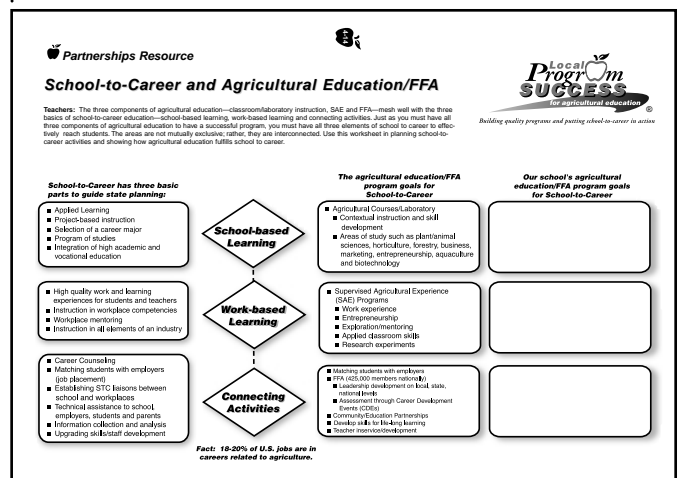 4-14
Partnerships Resource
School-to-Career and Agricultural Education/FFA
Local
Program
SUCCESS
for agricultural education
®
Building quality programs and putting school-to-career in action
Teachers: The three components of agricultural education—classroom/laboratory instruction, SAE and FFA—mesh well with the three
basics of school-to-career education—school-based learning, work-based learning and connecting activities. Just as you must have all
three components of agricultural education to have a successful program, you must have all three elements of school to career to effec-
tively reach students. The areas are not mutually exclusive; rather, they are interconnected. Use this worksheet in planning school-to-
career activities and showing how agricultural education fulfills school to career.
School-to-Career has three basic
parts to guide state planning:
■ Applied Learning
■ Project-based instruction
■ Selection of a career major
■ Program of studies
■ Integration of high academic and
vocational education
■ High quality work and learning
experiences for students and teachers
■ Instruction in workplace competencies
■ Workplace mentoring
■ Instruction in all elements of an industry
■ Career Counseling
■ Matching students with employers
(job placement)
■ Establishing STC liaisons between
school and workplaces
■ Technical assistance to school,
employers, students and parents
■ Information collection and analysis
■ Upgrading skills/staff development
School-based
Learning
Work-based
Learning
Connecting
Activities
Fact: 18-20% of U.S. jobs are in
careers related to agriculture.
The agricultural education/FFA
program goals for
School-to-Career
■ Agricultural Courses/Laboratory
■ Contextual instruction and skill
development
■ Areas of study such as plant/animal
sciences, horticulture, forestry, business,
marketing, entrepreneurship, aquaculture
and biotechnology
■ Supervised Agricultural Experience
(SAE) Programs
■ Work experience
■ Entrepreneurship
■ Exploration/mentoring
■ Applied classroom skills
■ Research experiments
■ Matching students with employers
■ FFA (425,000 members nationally)
■ Leadership development on local, state,
national levels
■ Assessment through Career Development
Events (CDEs)
■ Community/Education Partnerships
■ Develop skills for life-long learning
■ Teacher inservice/development
Our school's agricultural
education/FFA program goals
for School-to-Career